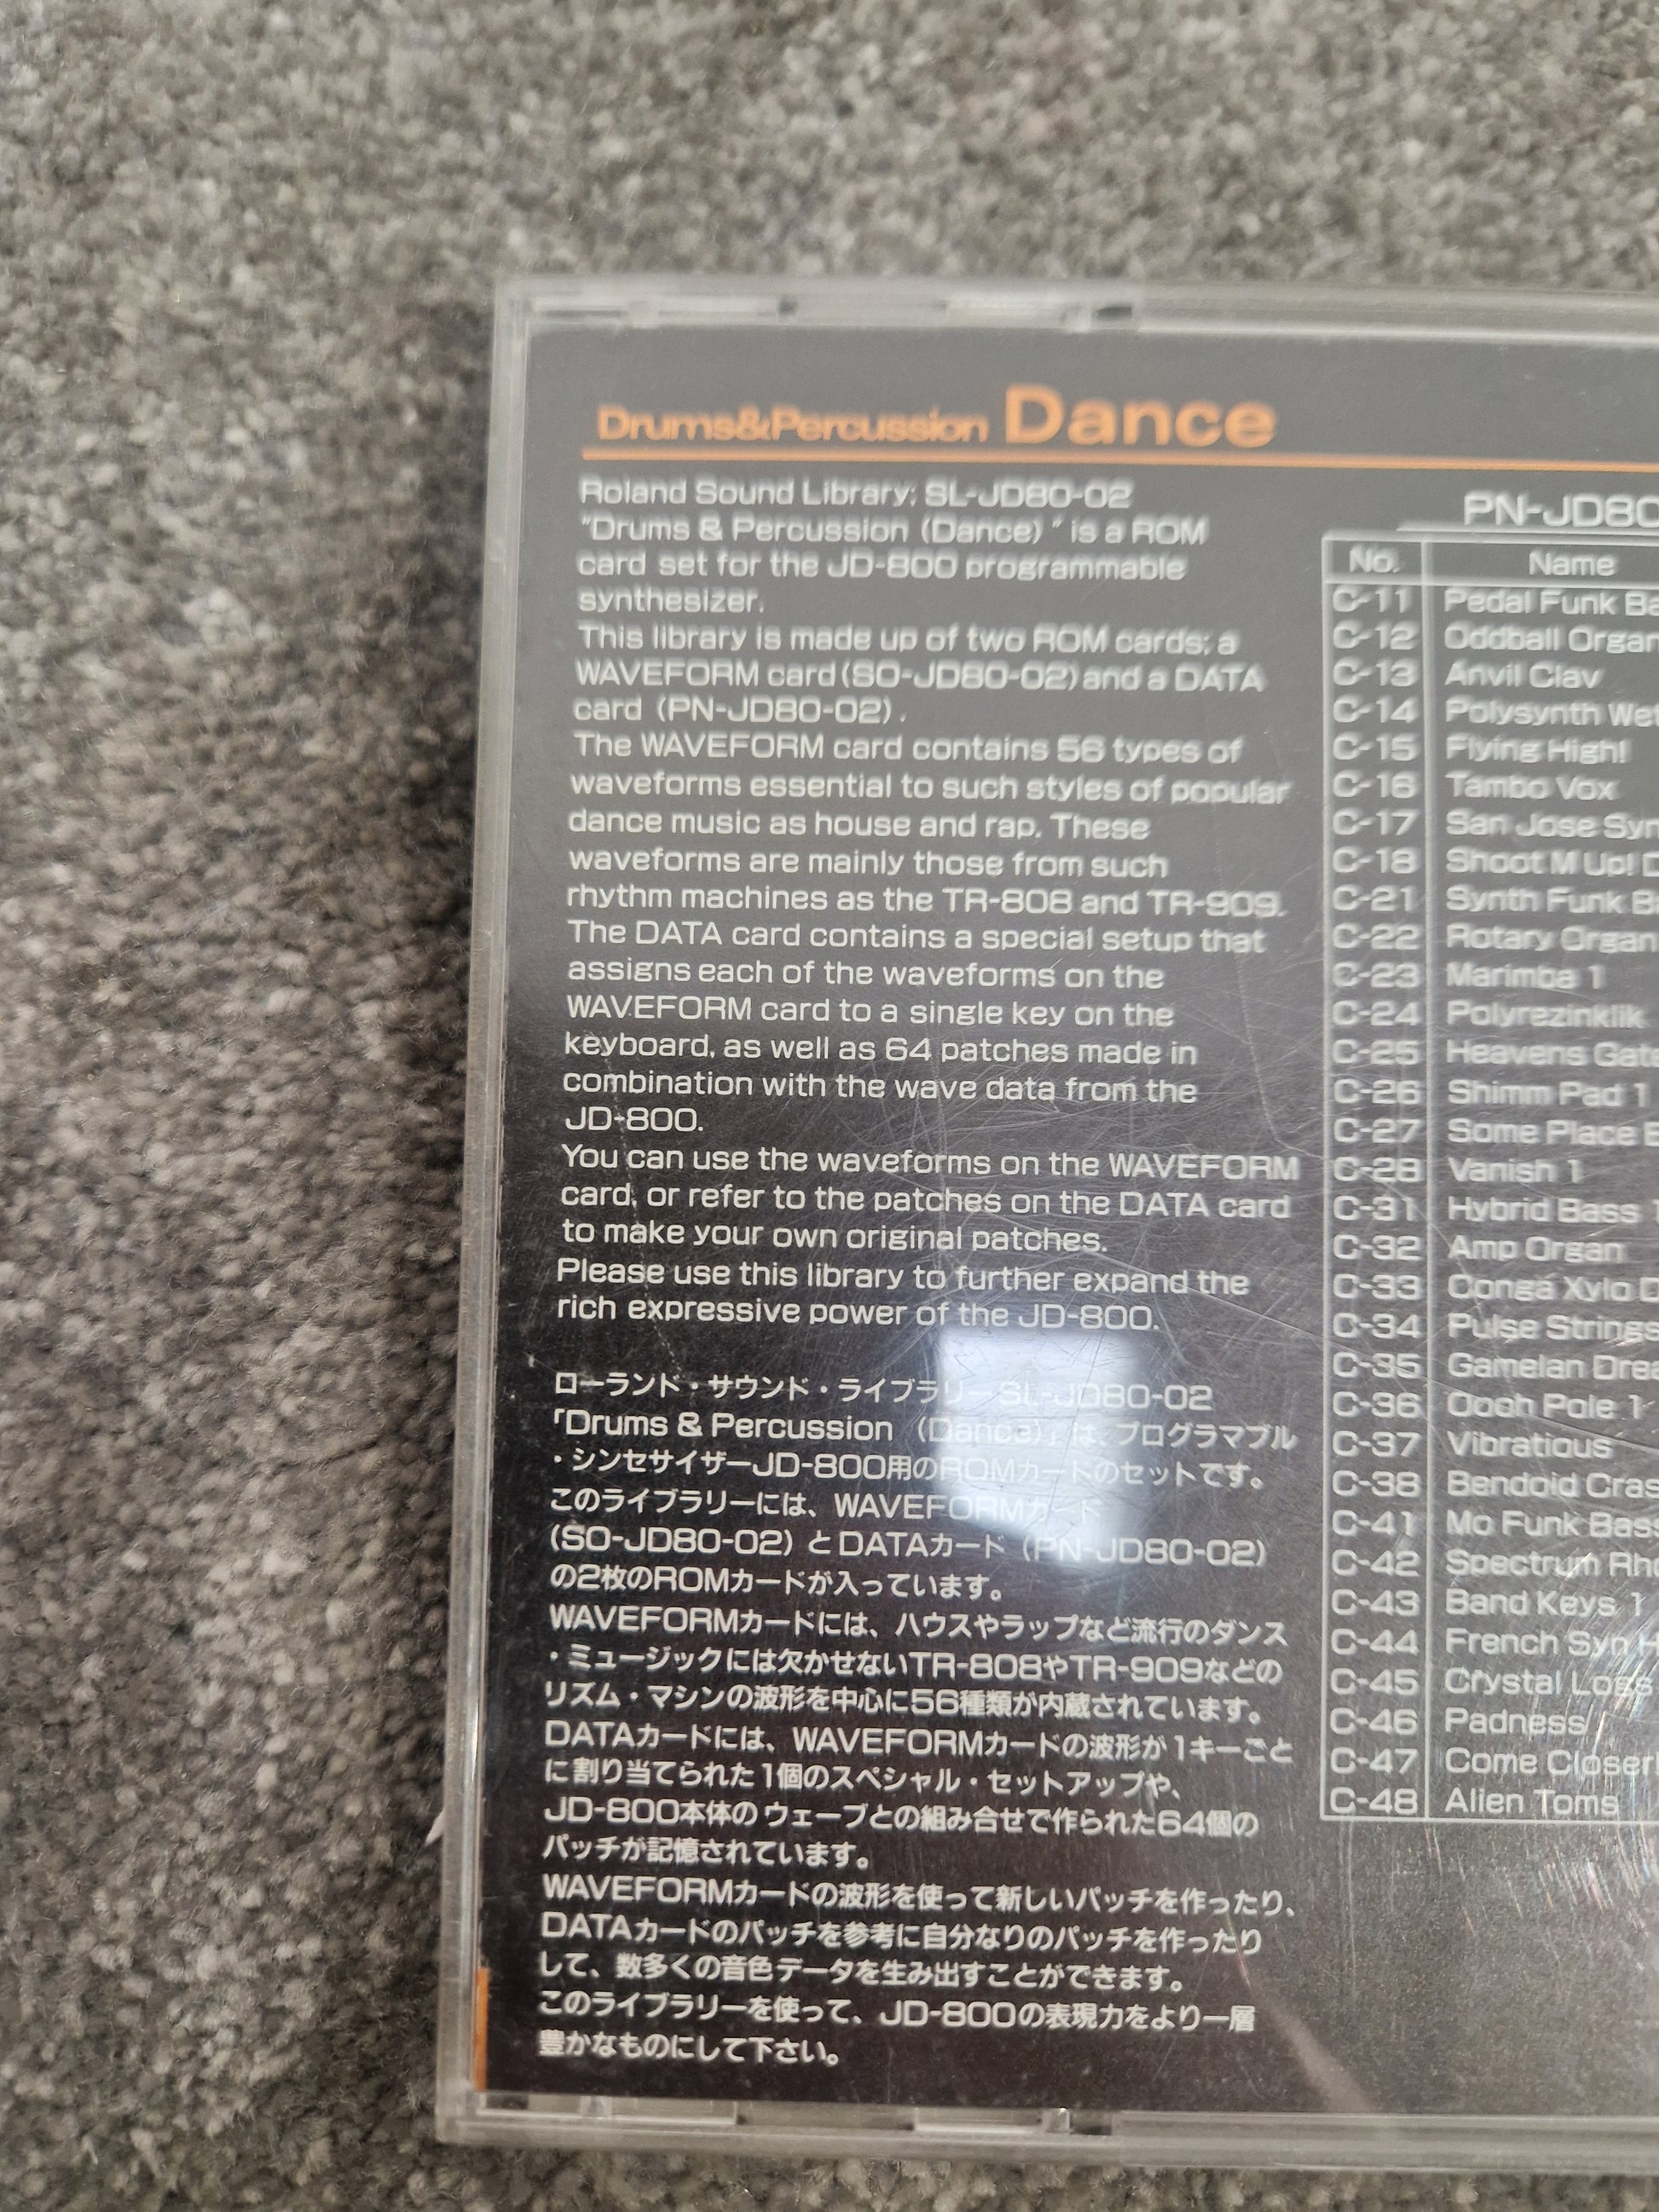 Drums&Percussion Dance
Roland Sound Library; SL-JD80-02
"Drums & Percussion (Dance) " is a ROM
card set for the JD-800 programmable
synthesizer.
This library is made up of two ROM cards; a
WAVEFORM card (SO-JD80-02) and a DATA
card (PN-JD80-02) .
The WAVEFORM card contains 56 types of
waveforms essential to such styles of popular
dance music as house and rap. These
waveforms are mainly those from such
rhythm machines as the TR-808 and TR-909.
The DATA card contains a special setup that
assigns each of the waveforms on the
WAVEFORM card to a single key on the
keyboard, as well as 64 patches made in
combination with the wave data from the
JD-800.
You can use the waveforms on the WAVEFORM
card, or refer to the patches on the DATA card
to make your own original patches.
Please use this library to further expand the
rich expressive power of the JD-800.
ローランド・サウンド・ライブラリーSL-JD80-02
「Drums & Percussion （Dance）」は、プログラマブル
・シンセサイザーJD-800用のROMカードのセットです。
このライブラリーには、WAVEFORMカード
（SO-JD80-02）とDATAカード（PN-JD80-02）
の2枚のROMカードが入っています。
WAVEFORMカードには、ハウスやラップなど流行のダンス
・ミュージックには欠かせないTR-808やTR-909などの
リズム・マシンの波形を中心に56種類が内蔵されています。
DATAカードには、WAVEFORMカードの波形が1キーごと
に割り当てられた1個のスペシャル・セットアップや、
JD-800本体のウェーブとの組み合せで作られた64個の
パッチが記憶されています。
WAVEFORMカードの波形を使って新しいパッチを作ったり、
DATAカードのパッチを参考に自分なりのパッチを作ったり
して、数多くの音色データを生み出すことができます。
このライブラリーを使って、JD-800の表現力をより一層
豊かなものにして下さい。
PN-JD80
No. Name
C-11 Pedal Funk Ba
C-12 Oddball Organ
C-13 Anvil Clav
C-14 Polysynth Wet
C-15 Flying High!
C-16 Tambo Vox
C-17 San Jose Syn
C-18 Shoot M Up! D
C-21 Synth Funk Ba
C-22 Rotary Organ
C-23 Marimba 1
C-24 Polyrezinklik
C-25 Heavens Gate
C-26 Shimm Pad 1
C-27 Some Place E
C-28 Vanish 1
C-31 Hybrid Bass 1
C-32 Amp Organ
C-33 Conga Xylo D
C-34 Pulse Strings
C-35 Gamelan Drea
C-36 Oooh Pole 1
C-37 Vibratious
C-38 Bendoid Cras
C-41 Mo Funk Bass
C-42 Spectrum Rho
C-43 Band Keys 1
C-44 French Syn H
C-45 Crystal Loss
C-46 Padness
C-47 Come Closer!
C-48 Alien Toms